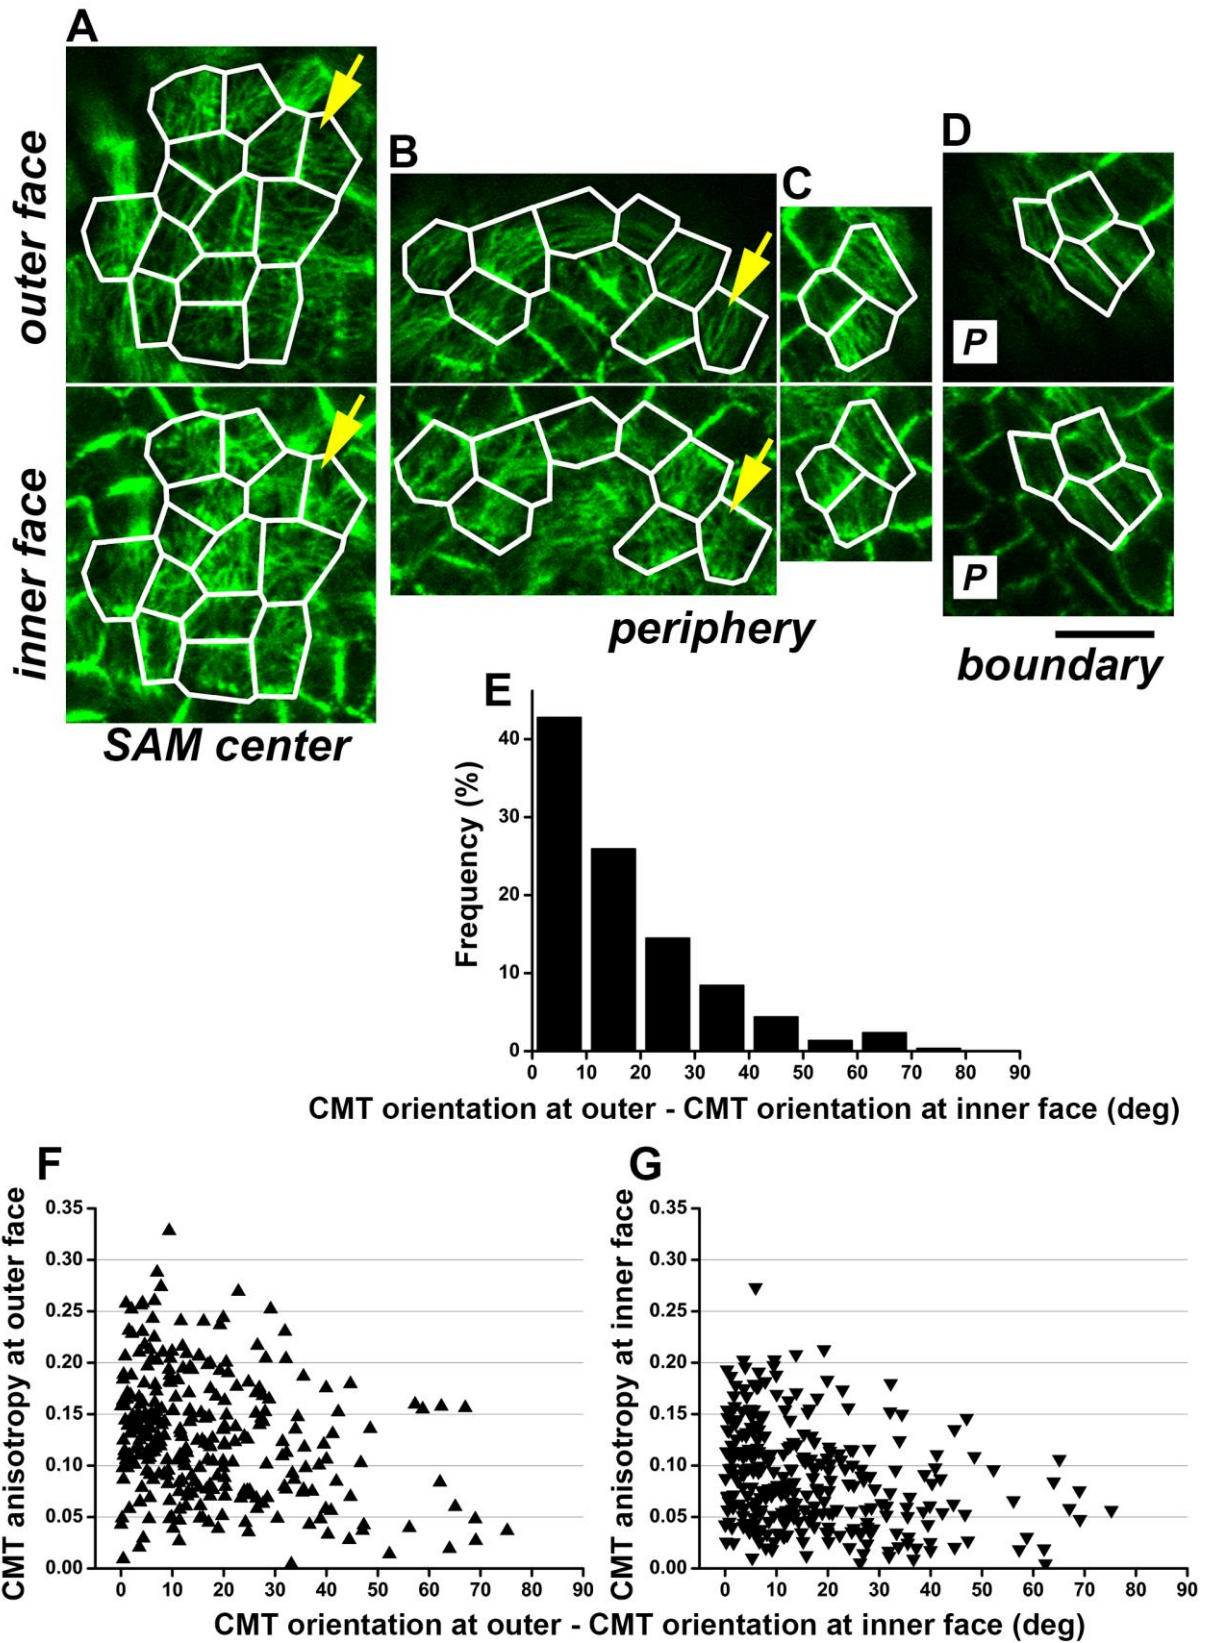 A
B
C
D
outer face
P
inner face
P
periphery
boundary
SAM center
E
Frequency (%)
40
30
20
10
0
0 10 20 30 40 50 60 70 80 90
CMT orientation at outer - CMT orientation at inner face (deg)
F
CMT anisotropy at outer face
0.35
0.30
0.25
0.20
0.15
0.10
0.05
0.00
0 10 20 30 40 50 60 70 80 90
G
CMT anisotropy at inner face
0.35
0.30
0.25
0.20
0.15
0.10
0.05
0.00
0 10 20 30 40 50 60 70 80 90
CMT orientation at outer - CMT orientation at inner face (deg)